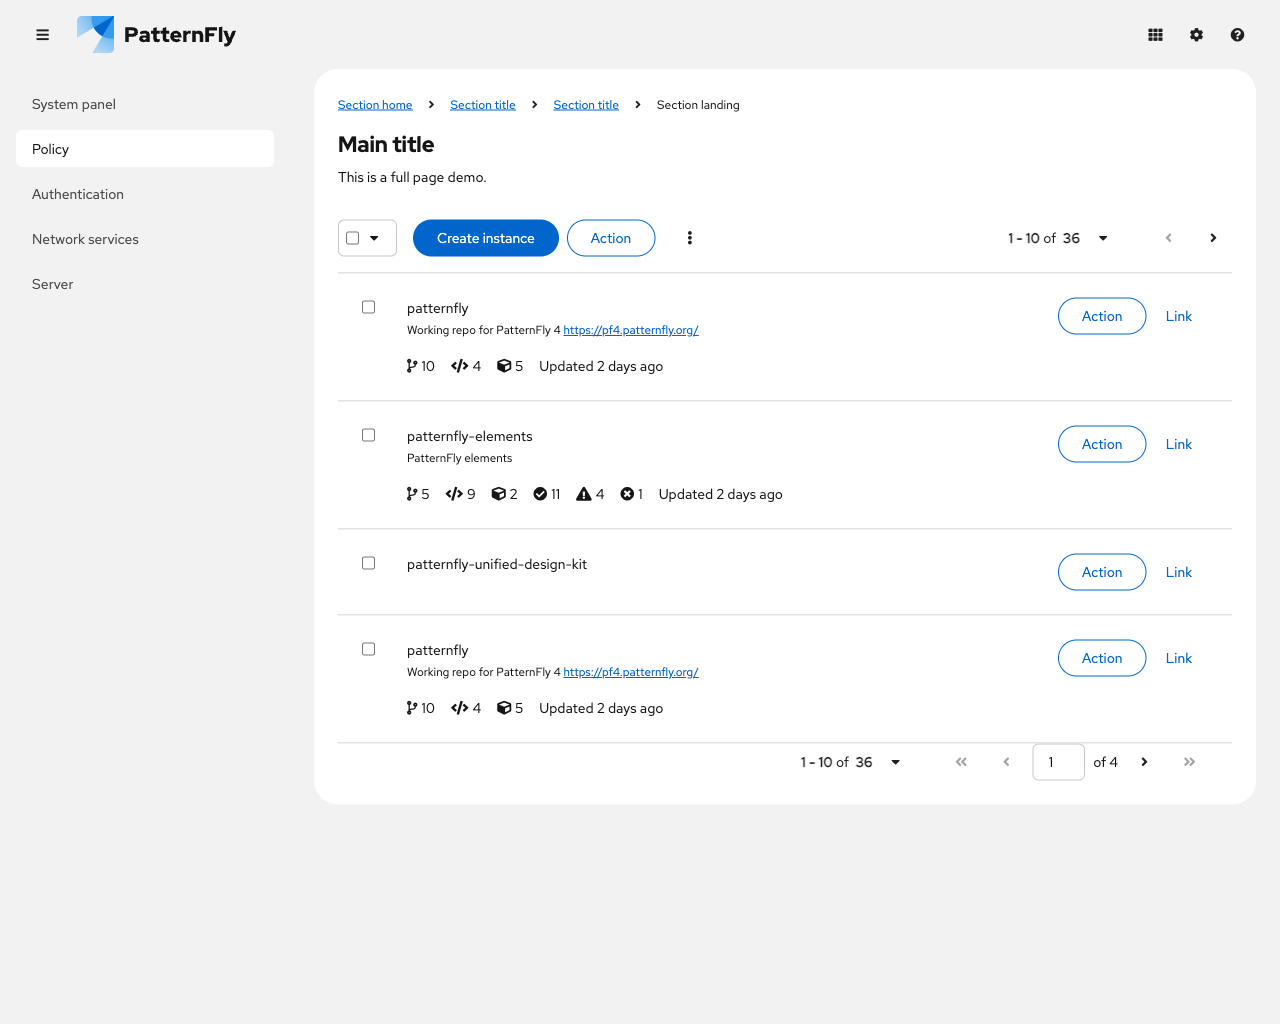 PatternFly
System panel
Policy
Authentication
Network services
Server
Section home Section title Section title Section landing
Main title
This is a full page demo.
Create instance Action 1 - 10 of 36
patternfly Action Link
Working repo for PatternFly 4 https://pf4.patternfly.org/
10 4 5 Updated 2 days ago
patternfly-elements Action Link
PatternFly elements
5 9 2 11 4 1 Updated 2 days ago
patternfly-unified-design-kit Action Link
patternfly Action Link
Working repo for PatternFly 4 https://pf4.patternfly.org/
10 4 5 Updated 2 days ago
1 - 10 of 36 1 of 4